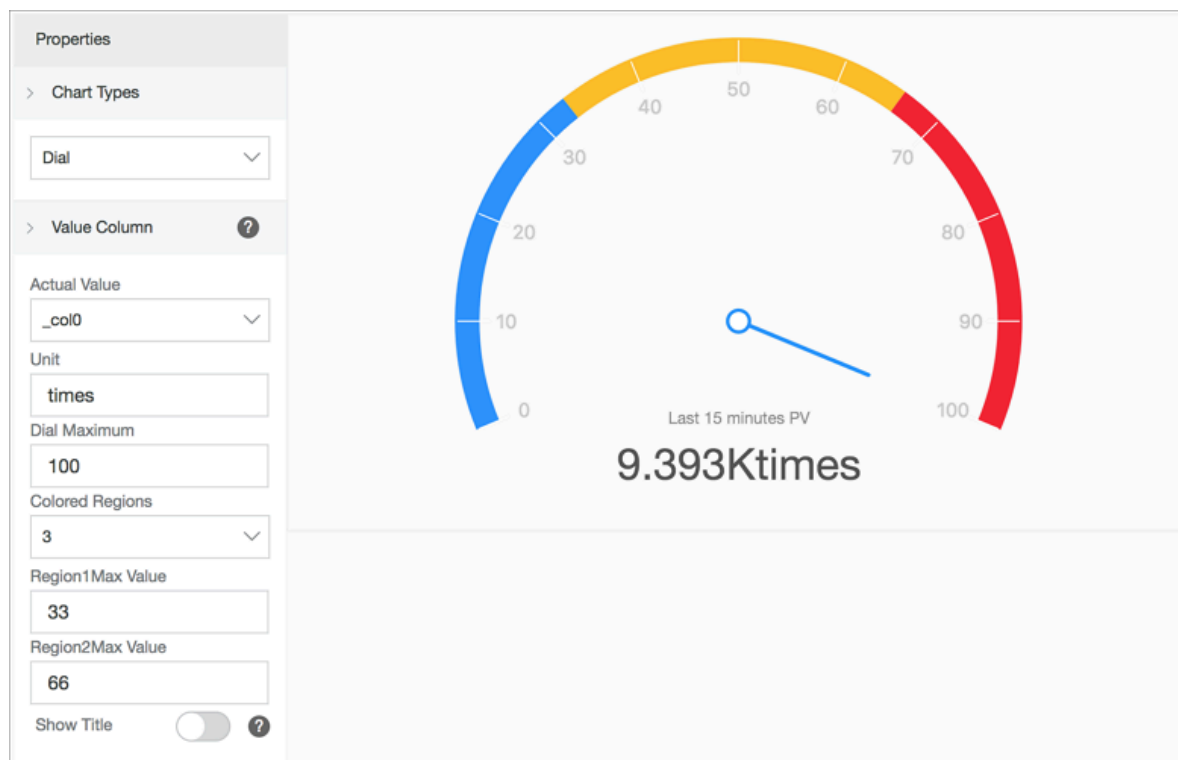 Properties
Chart Types
Dial
Value Column ?
Actual Value
_col0
Unit
times
Dial Maximum
100
Colored Regions
3
Region1Max Value
33
Region2Max Value
66
Show Title ?
0
10
20
30
40
50
60
70
80
90
100
Last 15 minutes PV
9.393Ktimes